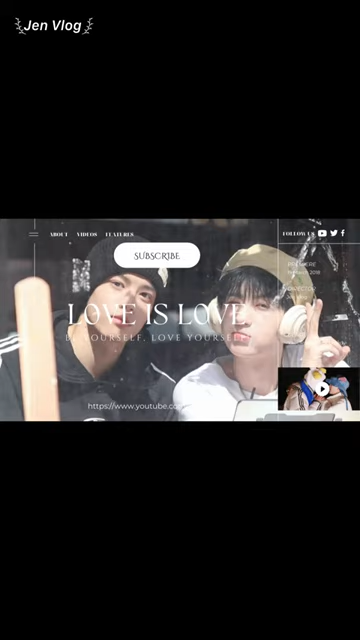 Jen Vlog
ABOUT VIDEOS FEATURES
FOLLOW US
SUBSCRIBE
LOVE IS LOVE
https://www.youtube.co